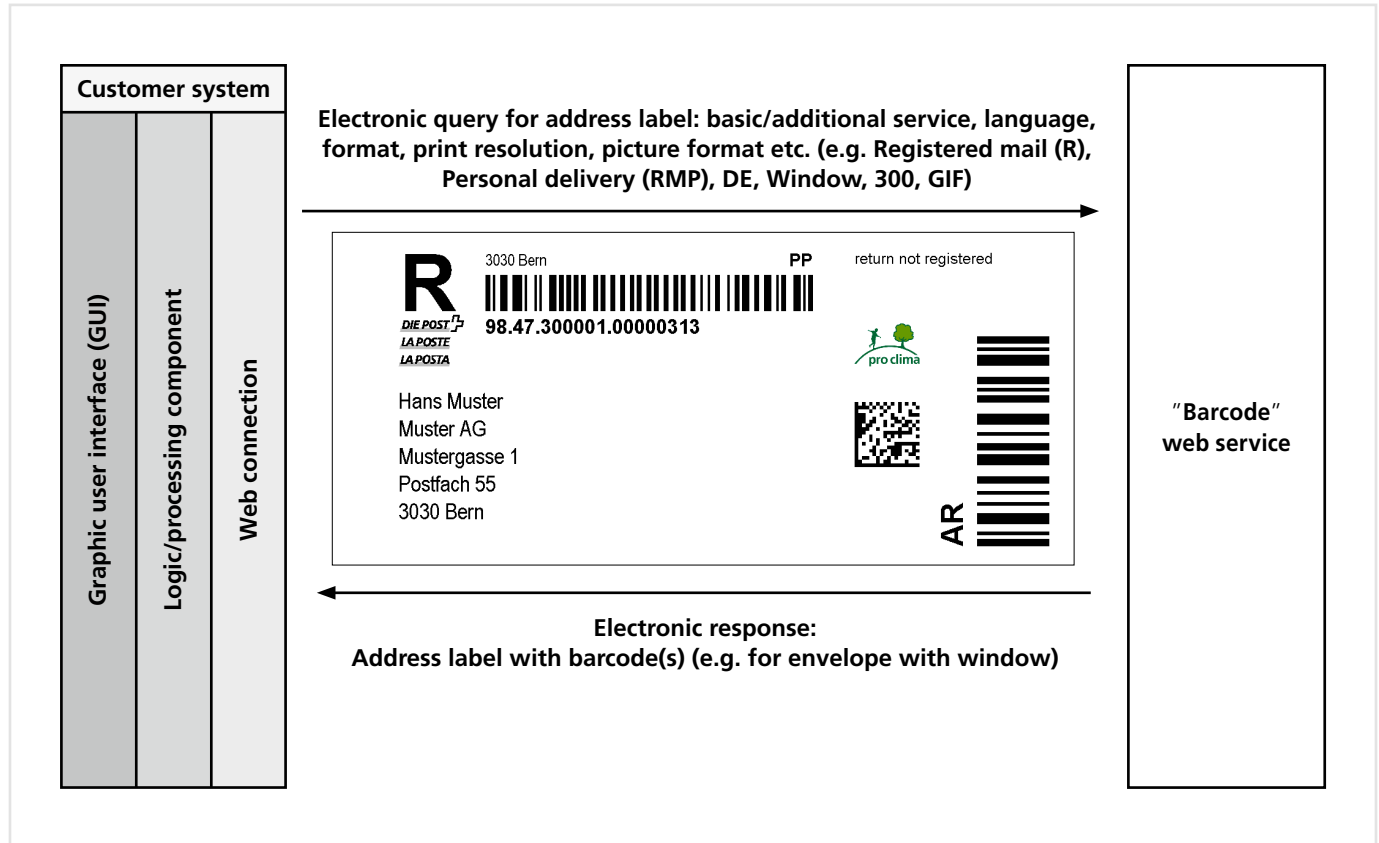 Customer system
Graphic user interface (GUI)
Logic/processing component
Web connection
Electronic query for address label: basic/additional service, language,
format, print resolution, picture format etc. (e.g. Registered mail (R),
Personal delivery (RMP), DE, Window, 300, GIF)
R
3030 Bern
PP
return not registered
98.47.300001.00000313
DIE POST
LA POSTE
LA POSTA
pro clima
Hans Muster
Muster AG
Mustergasse 1
Postfach 55
3030 Bern
AR
Electronic response:
Address label with barcode(s) (e.g. for envelope with window)
"Barcode"
web service